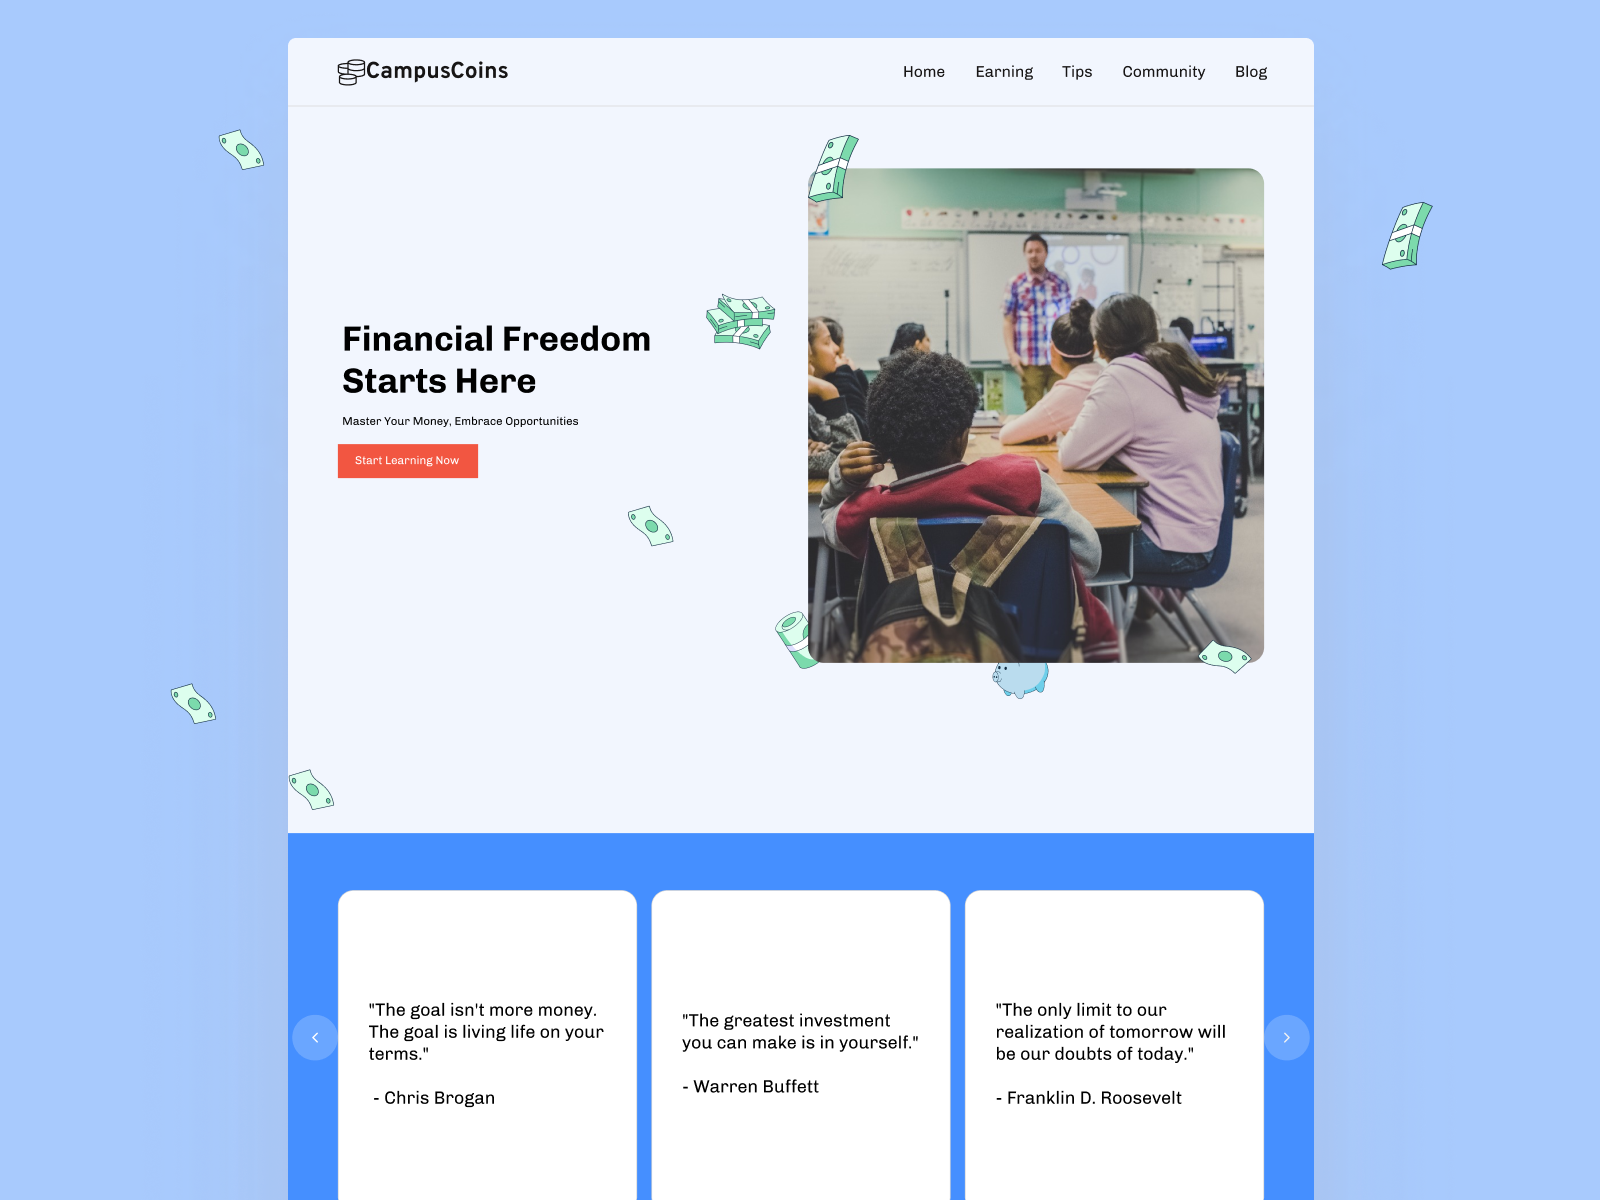 CampusCoins
Home Earning Tips Community Blog
Financial Freedom
Starts Here
Master Your Money, Embrace Opportunities
Start Learning Now
"The goal isn't more money.
The goal is living life on your
terms."
- Chris Brogan
"The greatest investment
you can make is in yourself."
- Warren Buffett
"The only limit to our
realization of tomorrow will
be our doubts of today."
- Franklin D. Roosevelt